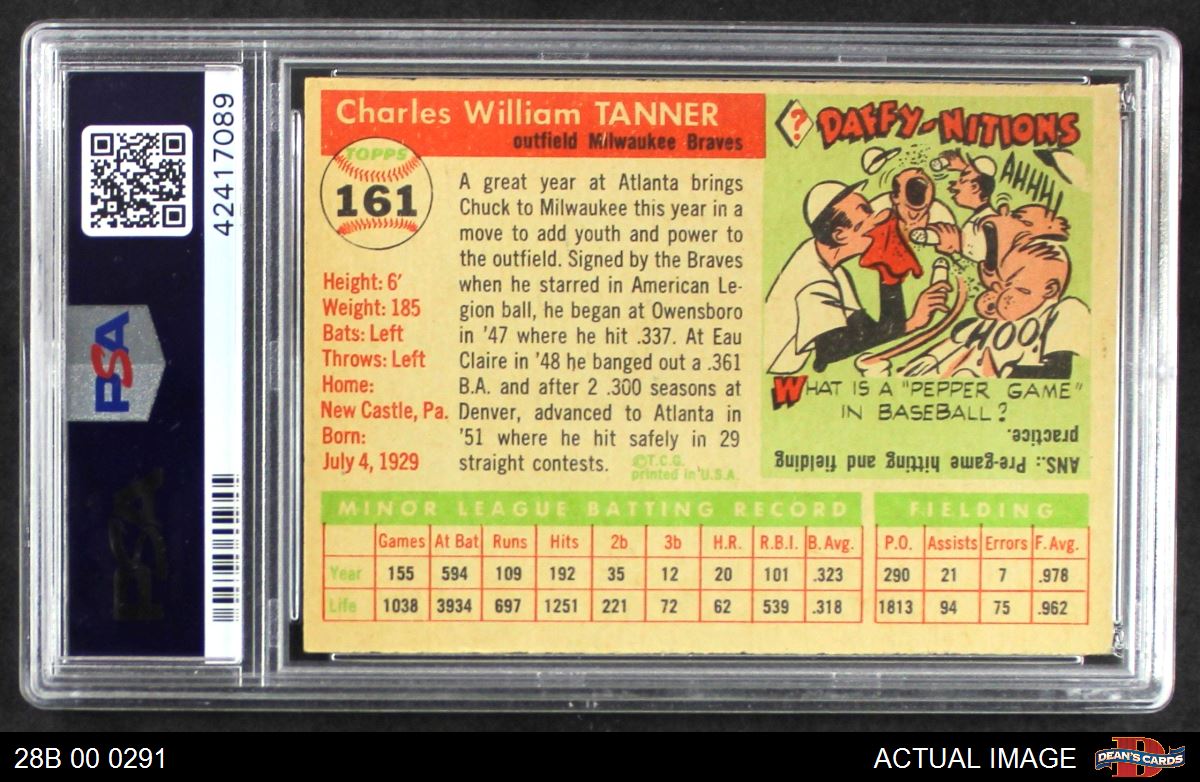 42417089
PSA
PSA
Charles William TANNER
outfield Milwaukee Braves
TOPPS
161
A great year at Atlanta brings
Chuck to Milwaukee this year in a
move to add youth and power to
the outfield. Signed by the Braves
when he starred in American Le-
gion ball, he began at Owensboro
in '47 where he hit .337. At Eau
Claire in '48 he banged out a .361
B.A. and after 2 .300 seasons at
Denver, advanced to Atlanta in
'51 where he hit safely in 29
straight contests.
©T.C.G.
printed in U.S.A.
Height: 6'
Weight: 185
Bats: Left
Throws: Left
Home:
New Castle, Pa.
Born:
July 4, 1929
? DAFFY-NITIONS
AHHH!
CHOO!
WHAT IS A "PEPPER GAME"
IN BASEBALL?
ANS.: Pre-game hitting and fielding
practice.
MINOR LEAGUE BATTING RECORD
Games At Bat Runs Hits 2b 3b H.R. R.B.I. B. Avg.
Year 155 594 109 192 35 12 20 101 .323
Life 1038 3934 697 1251 221 72 62 539 .318
FIELDING
P.O. Assists Errors F. Avg.
290 21 7 .978
1813 94 75 .962
28B 00 0291
ACTUAL IMAGE
D
DEAN'S CARDS